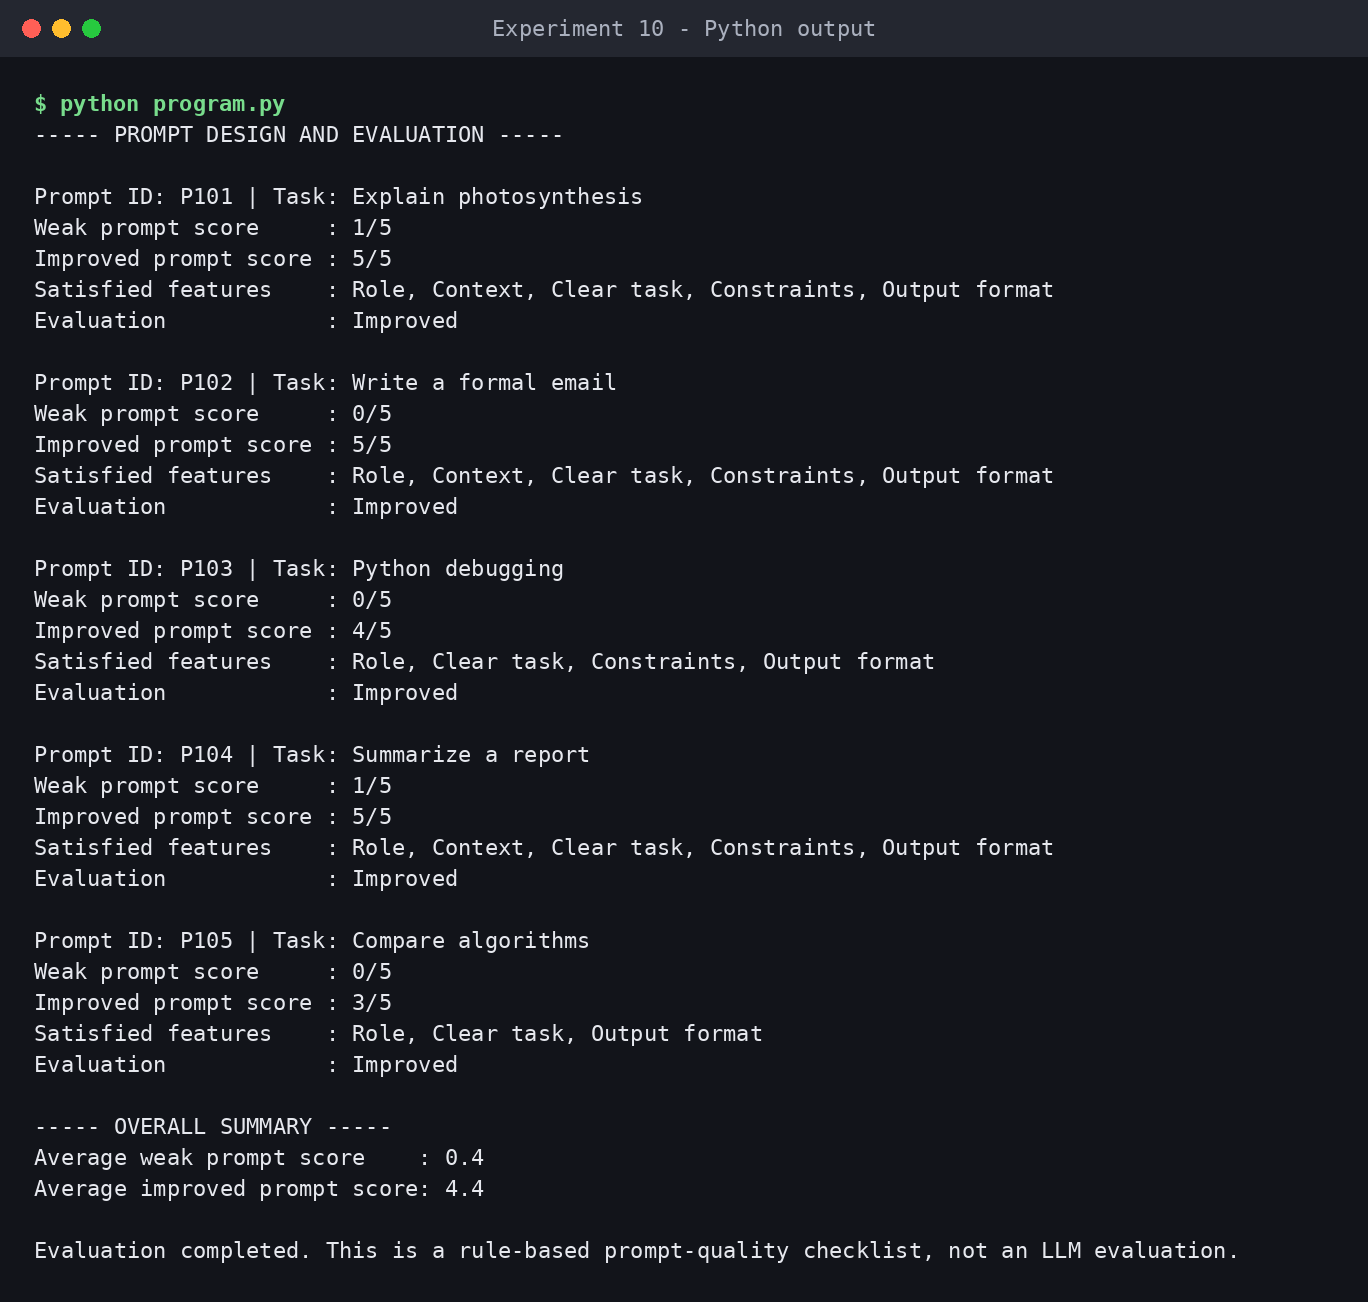 Experiment 10 - Python output
$ python program.py
----- PROMPT DESIGN AND EVALUATION -----
Prompt ID: P101 | Task: Explain photosynthesis
Weak prompt score     : 1/5
Improved prompt score : 5/5
Satisfied features    : Role, Context, Clear task, Constraints, Output format
Evaluation            : Improved
Prompt ID: P102 | Task: Write a formal email
Weak prompt score     : 0/5
Improved prompt score : 5/5
Satisfied features    : Role, Context, Clear task, Constraints, Output format
Evaluation            : Improved
Prompt ID: P103 | Task: Python debugging
Weak prompt score     : 0/5
Improved prompt score : 4/5
Satisfied features    : Role, Clear task, Constraints, Output format
Evaluation            : Improved
Prompt ID: P104 | Task: Summarize a report
Weak prompt score     : 1/5
Improved prompt score : 5/5
Satisfied features    : Role, Context, Clear task, Constraints, Output format
Evaluation            : Improved
Prompt ID: P105 | Task: Compare algorithms
Weak prompt score     : 0/5
Improved prompt score : 3/5
Satisfied features    : Role, Clear task, Output format
Evaluation            : Improved
----- OVERALL SUMMARY -----
Average weak prompt score    : 0.4
Average improved prompt score: 4.4
Evaluation completed. This is a rule-based prompt-quality checklist, not an LLM evaluation.